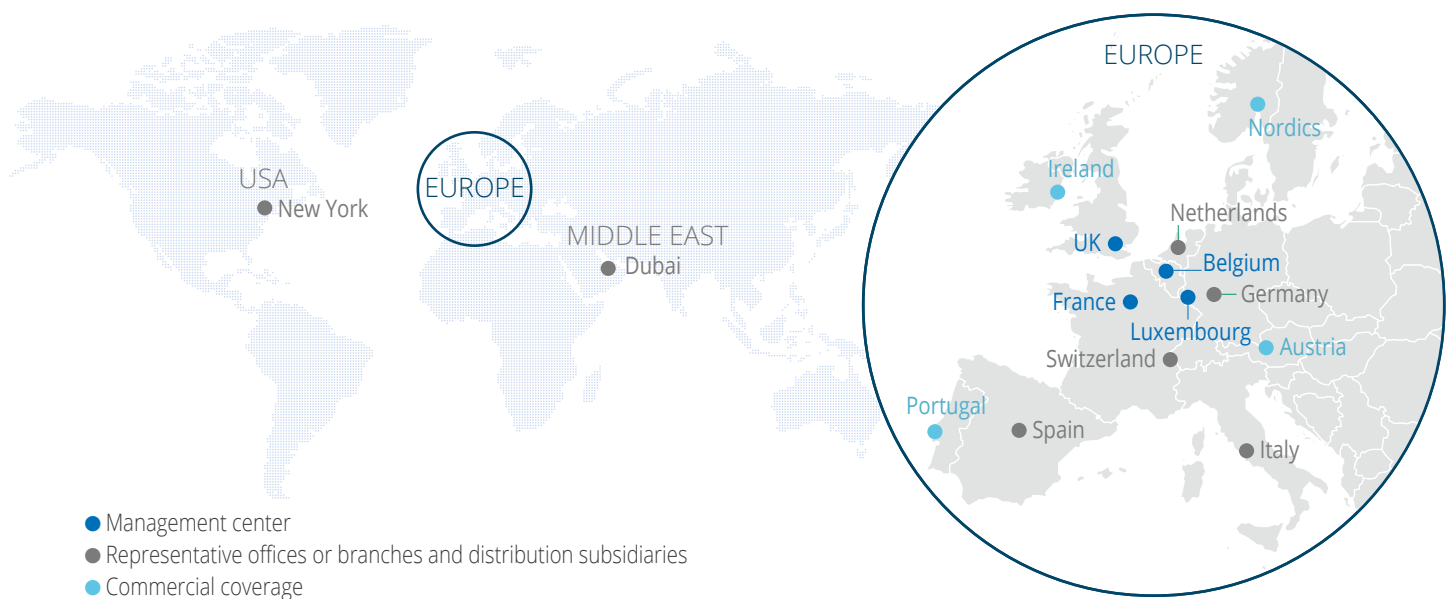 EUROPE
Nordics
Ireland
USA
New York
EUROPE
Netherlands
MIDDLE EAST
Dubai
UK
Belgium
France
Germany
Luxembourg
Switzerland
Austria
Portugal
Spain
Italy
Management center
Representative offices or branches and distribution subsidiaries
Commercial coverage